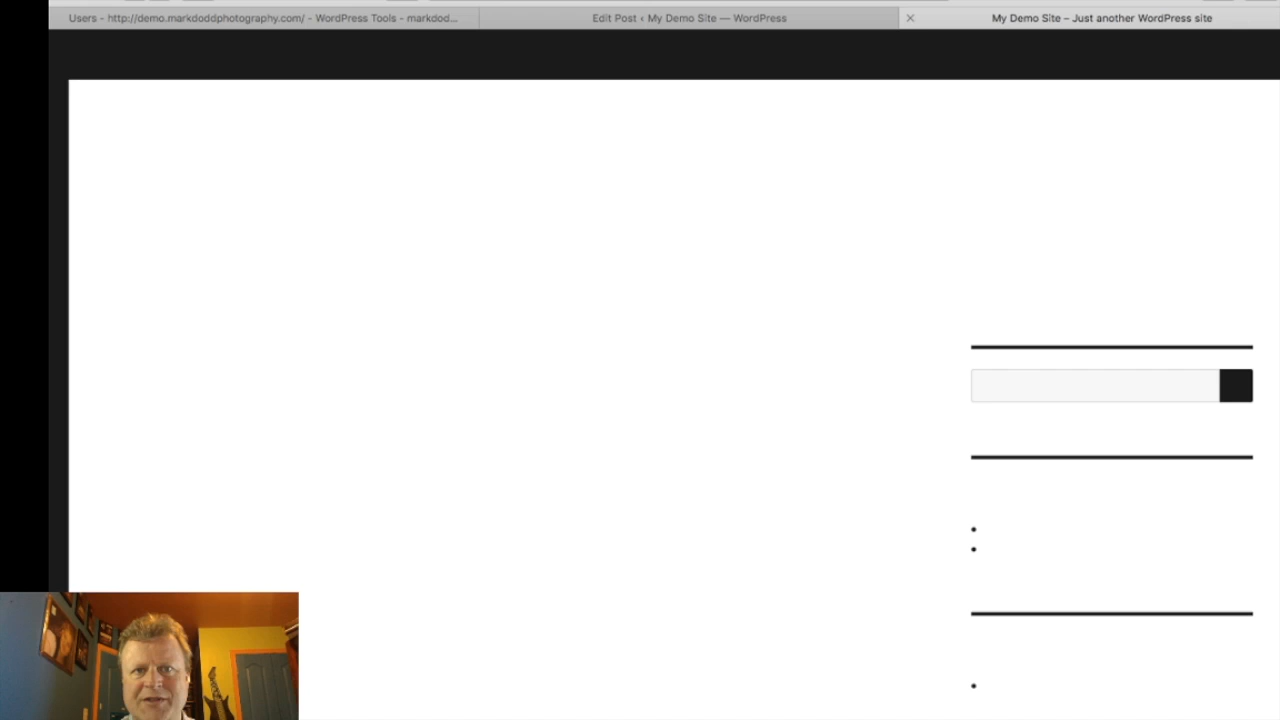 Users - http://demo.markdoddphotography.com/ - WordPress Tools - markdod...
Edit Post ‹ My Demo Site — WordPress
My Demo Site – Just another WordPress site